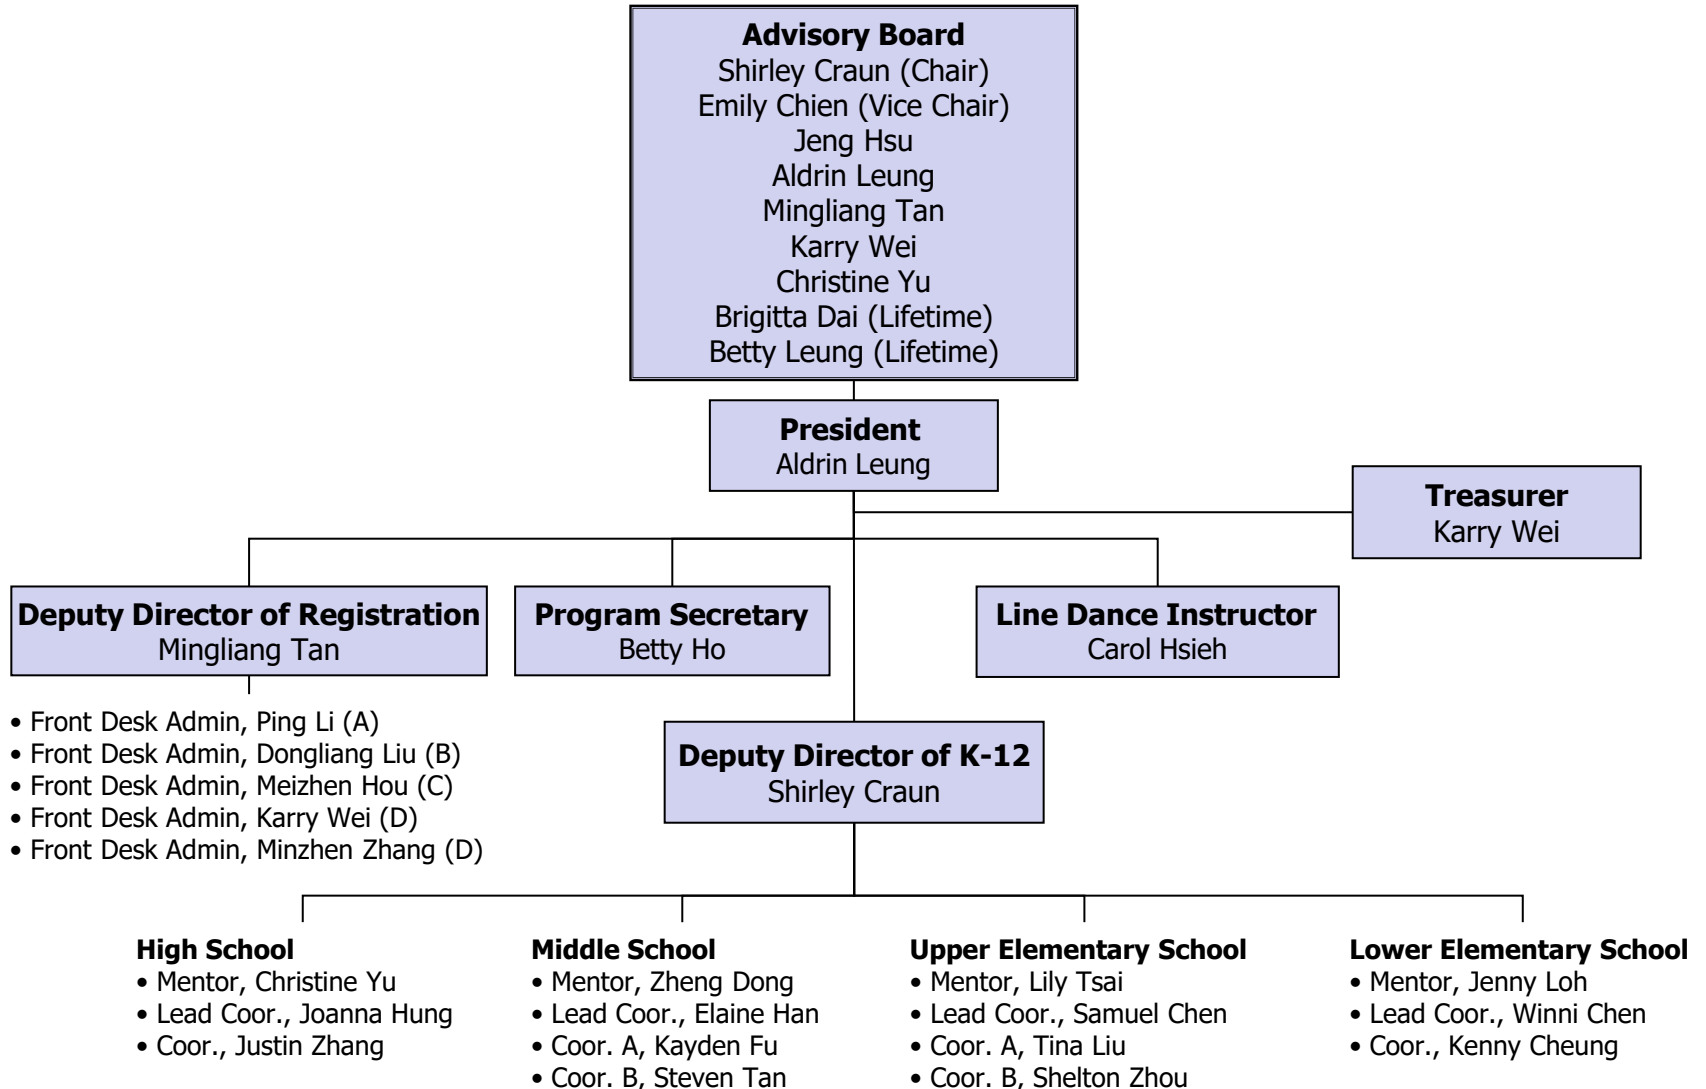 Advisory Board
Shirley Craun (Chair)
Emily Chien (Vice Chair)
Jeng Hsu
Aldrin Leung
Mingliang Tan
Karry Wei
Christine Yu
Brigitta Dai (Lifetime)
Betty Leung (Lifetime)
President
Aldrin Leung
Treasurer
Karry Wei
Deputy Director of Registration
Mingliang Tan
Program Secretary
Betty Ho
Line Dance Instructor
Carol Hsieh
• Front Desk Admin, Ping Li (A)
• Front Desk Admin, Dongliang Liu (B)
• Front Desk Admin, Meizhen Hou (C)
• Front Desk Admin, Karry Wei (D)
• Front Desk Admin, Minzhen Zhang (D)
Deputy Director of K-12
Shirley Craun
High School
• Mentor, Christine Yu
• Lead Coor., Joanna Hung
• Coor., Justin Zhang
Middle School
• Mentor, Zheng Dong
• Lead Coor., Elaine Han
• Coor. A, Kayden Fu
• Coor. B, Steven Tan
Upper Elementary School
• Mentor, Lily Tsai
• Lead Coor., Samuel Chen
• Coor. A, Tina Liu
• Coor. B, Shelton Zhou
Lower Elementary School
• Mentor, Jenny Loh
• Lead Coor., Winni Chen
• Coor., Kenny Cheung